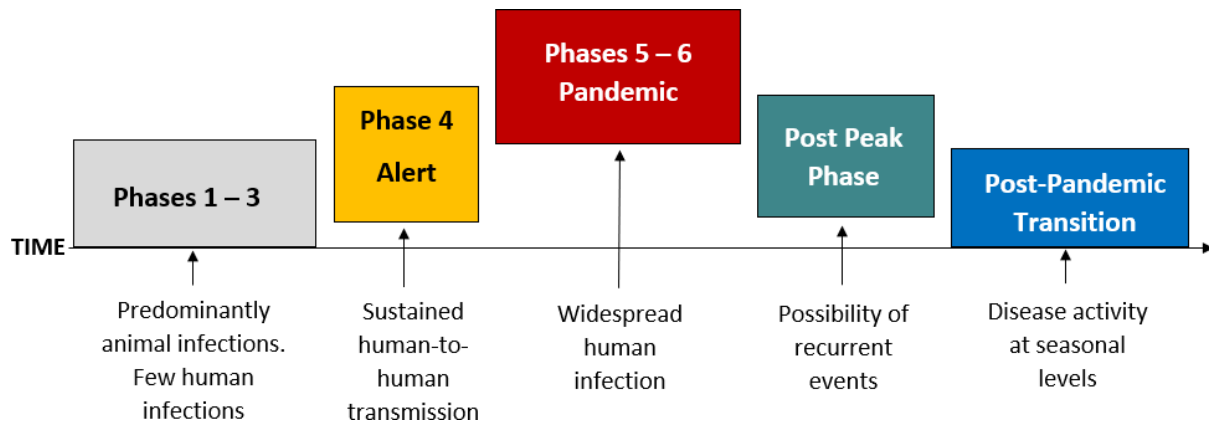 Phases 1 – 3
Phase 4
Alert
Phases 5 – 6
Pandemic
Post Peak
Phase
Post-Pandemic
Transition
TIME
Predominantly
animal infections.
Few human
infections
Sustained
human-to-
human
transmission
Widespread
human
infection
Possibility of
recurrent
events
Disease activity
at seasonal
levels